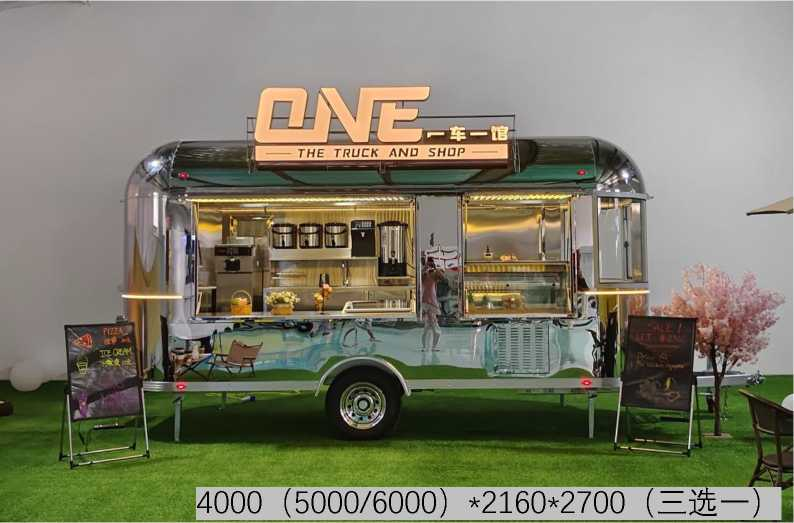 ONE 一车一馆
THE TRUCK AND SHOP
PIZZA
ICE CREAM
SALE!
4000（5000/6000）*2160*2700（三选一）